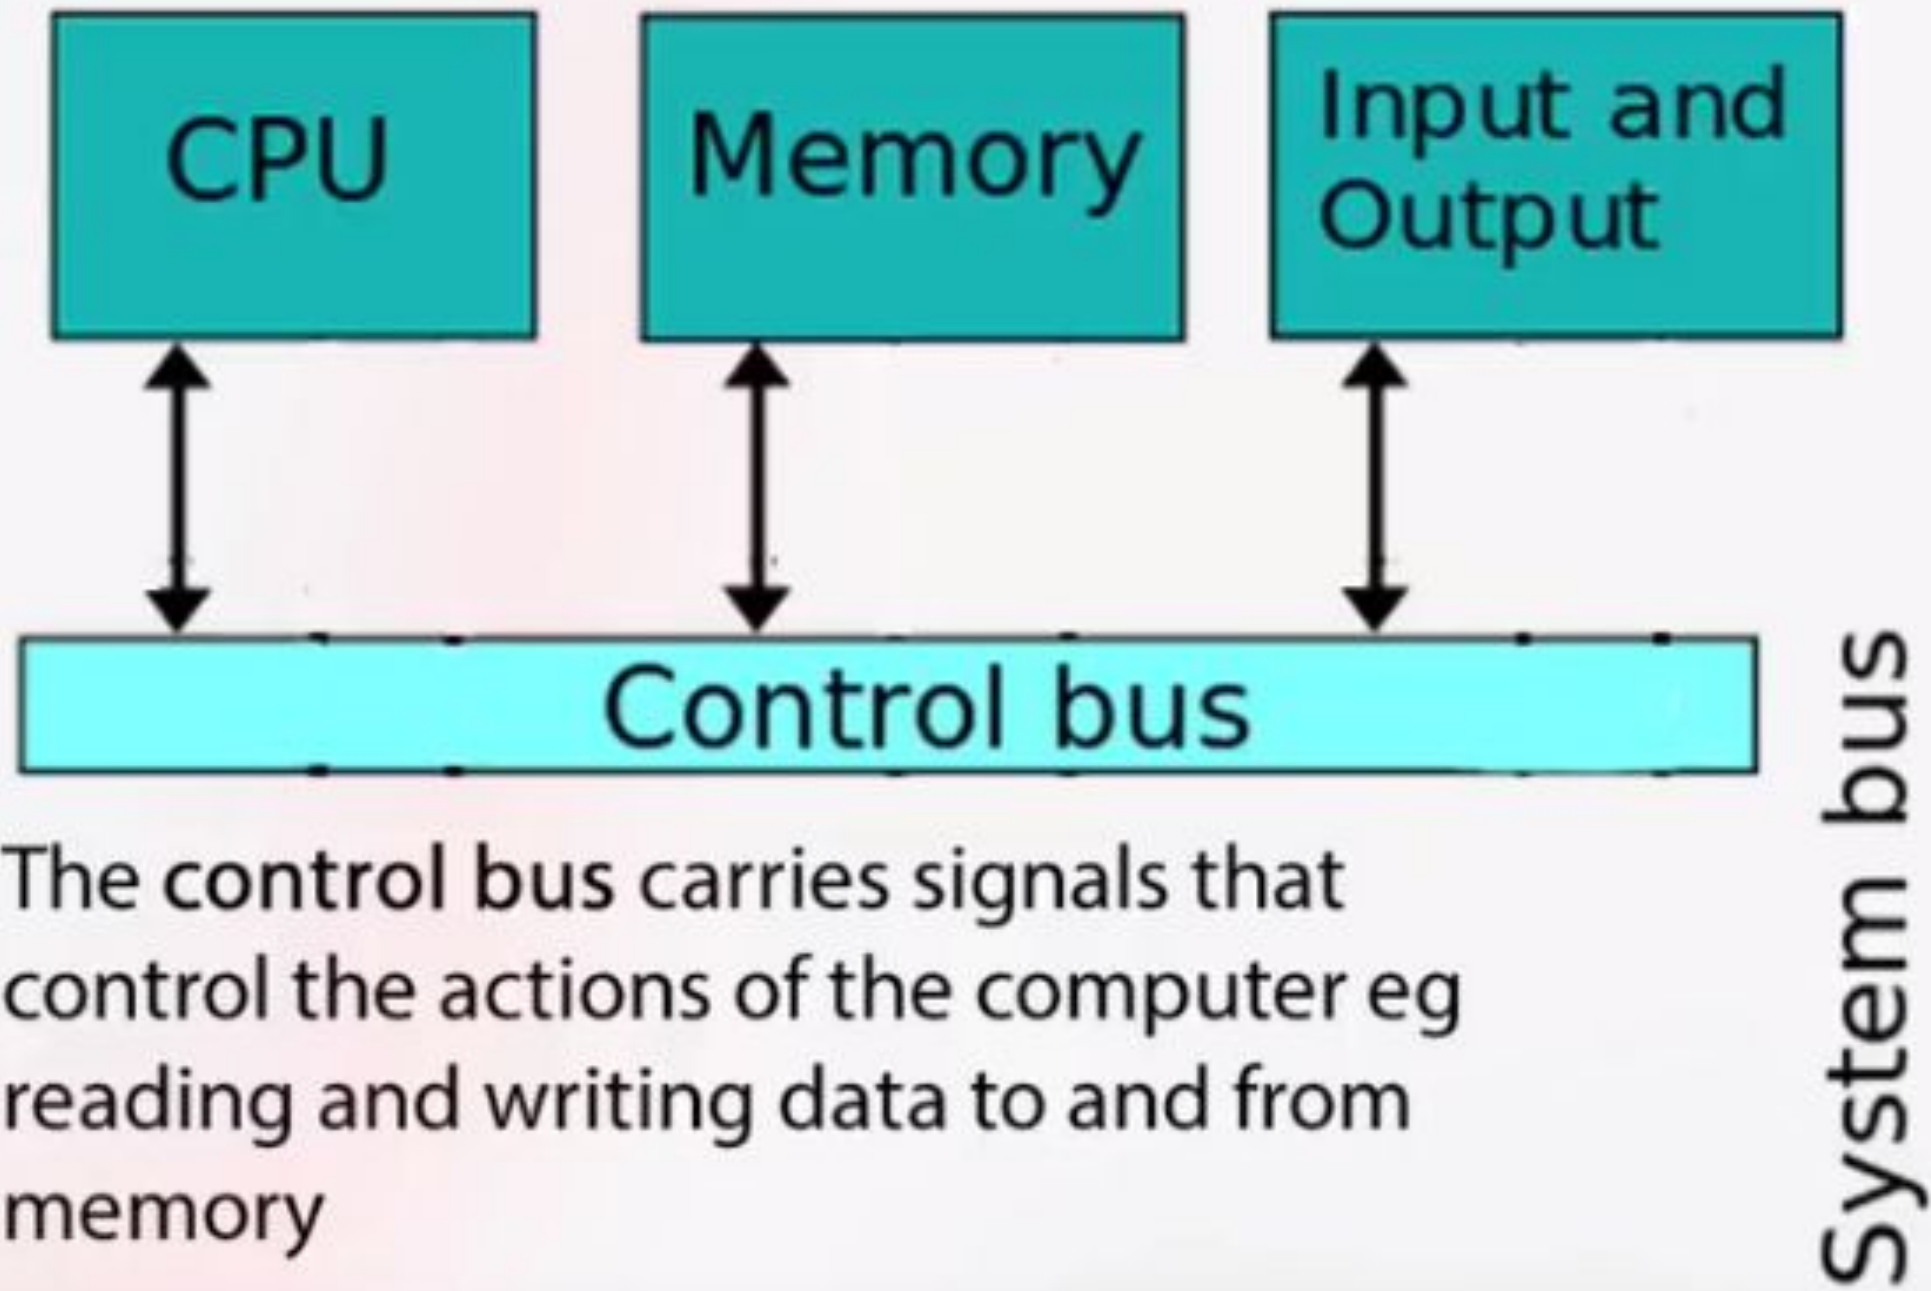 CPU
Memory
Input and
Output
Control bus
The control bus carries signals that
control the actions of the computer eg
reading and writing data to and from
memory
System bus